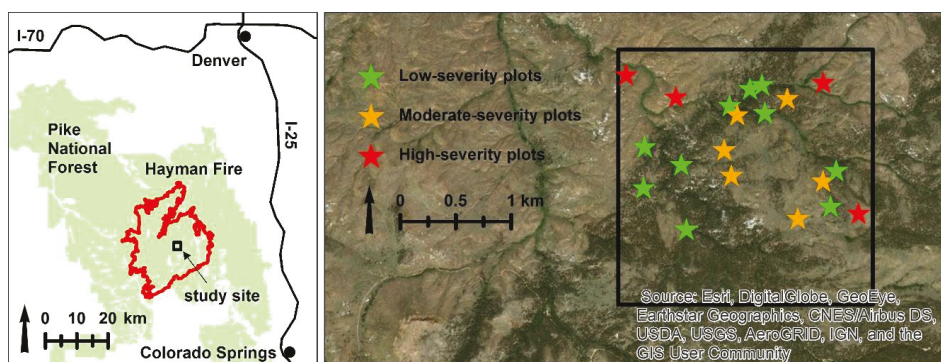 I-70
Denver
I-25
Pike
National
Forest
Hayman Fire
study site
0 10 20 km
Colorado Springs
Low-severity plots
Moderate-severity plots
High-severity plots
0 0.5 1 km
Source: Esri, DigitalGlobe, GeoEye,
Earthstar Geographics, CNES/Airbus DS,
USDA, USGS, AeroGRID, IGN, and the
GIS User Community